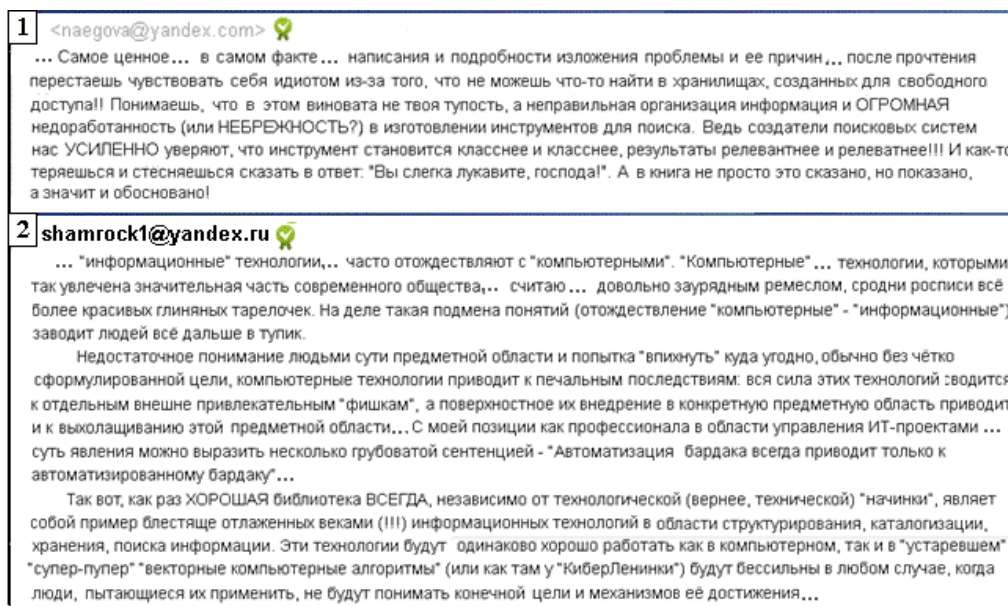 1 <naegova@yandex.com>
... Самое ценное... в самом факте... написания и подробности изложения проблемы и ее причин... после прочтения
перестаешь чувствовать себя идиотом из-за того, что не можешь что-то найти в хранилищах, созданных для свободного
доступа!! Понимаешь, что в этом виновата не твоя тупость, а неправильная организация информация и ОГРОМНАЯ
недоработанность (или НЕБРЕЖНОСТЬ?) в изготовлении инструментов для поиска. Ведь создатели поисковых систем
нас УСИЛЕННО уверяют, что инструмент становится класснее и класснее, результаты релевантнее и релеватнее!!! И как-то
теряешься и стесняешься сказать в ответ: "Вы слегка лукавите, господа!". А в книга не просто это сказано, но показано,
а значит и обосновано!
2 shamrock1@yandex.ru
... "информационные" технологии... часто отождествляют с "компьютерными". "Компьютерные"... технологии, которыми
так увлечена значительная часть современного общества... считаю... довольно заурядным ремеслом, сродни росписи всё
более красивых глиняных тарелочек. На деле такая подмена понятий (отождествление "компьютерные" - "информационные")
заводит людей всё дальше в тупик.
Недостаточное понимание людьми сути предметной области и попытка "впихнуть" куда угодно, обычно без чётко
сформулированной цели, компьютерные технологии приводит к печальным последствиям: вся сила этих технологий сводится
к отдельным внешне привлекательным "фишкам", а поверхностное их внедрение в конкретную предметную область приводит
и к выхолащиванию этой предметной области... С моей позиции как профессионала в области управления ИТ-проектами ...
суть явления можно выразить несколько грубоватой сентенцией - "Автоматизация бардака всегда приводит только к
автоматизированному бардаку"...
Так вот, как раз ХОРОШАЯ библиотека ВСЕГДА, независимо от технологической (вернее, технической) "начинки", являет
собой пример блестяще отлаженных веками (!!!) информационных технологий в области структурирования, каталогизации,
хранения, поиска информации. Эти технологии будут одинаково хорошо работать как в компьютерном, так и в "устаревшем"
"супер-пупер" "векторные компьютерные алгоритмы" (или как там у "КиберЛенинки") будут бессильны в любом случае, когда
люди, пытающиеся их применить, не будут понимать конечной цели и механизмов её достижения...